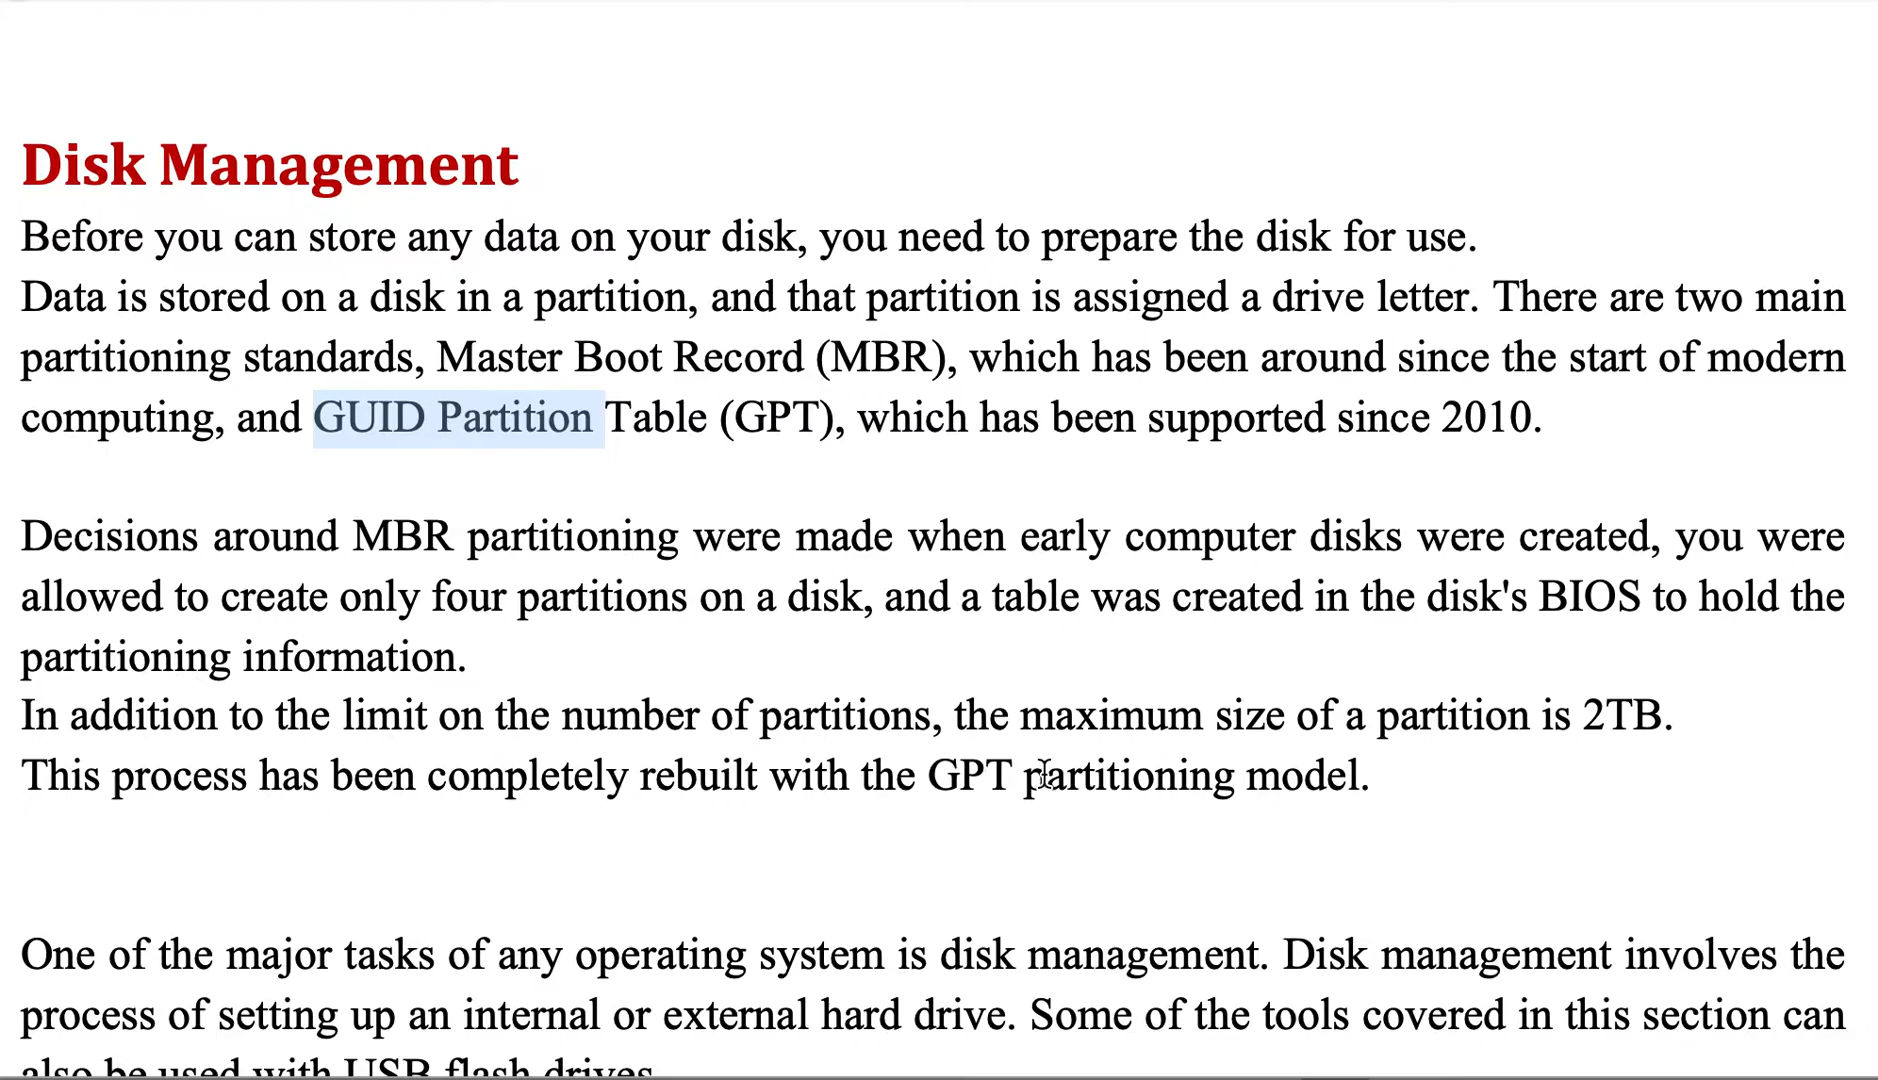 Disk Management
Before you can store any data on your disk, you need to prepare the disk for use.
Data is stored on a disk in a partition, and that partition is assigned a drive letter. There are two main
partitioning standards, Master Boot Record (MBR), which has been around since the start of modern
computing, and GUID Partition Table (GPT), which has been supported since 2010.
Decisions around MBR partitioning were made when early computer disks were created, you were
allowed to create only four partitions on a disk, and a table was created in the disk's BIOS to hold the
partitioning information.
In addition to the limit on the number of partitions, the maximum size of a partition is 2TB.
This process has been completely rebuilt with the GPT partitioning model.
One of the major tasks of any operating system is disk management. Disk management involves the
process of setting up an internal or external hard drive. Some of the tools covered in this section can
also be used with USB flash drives.